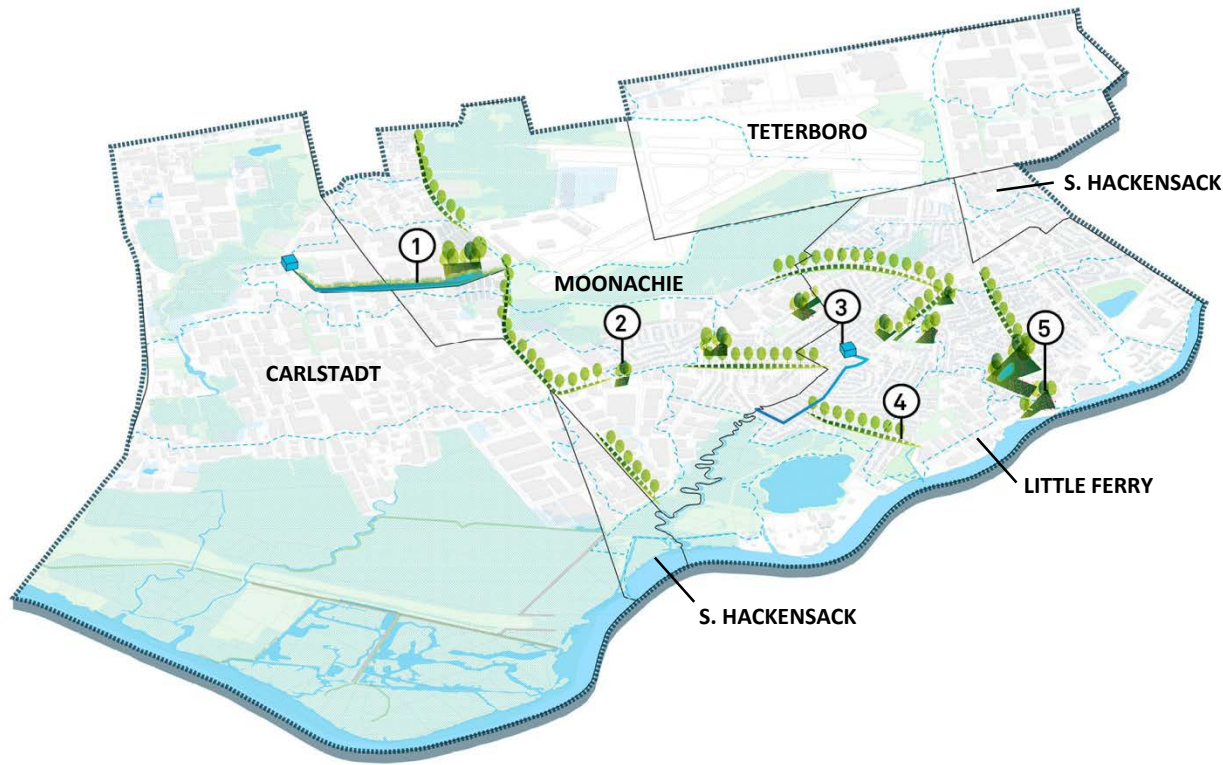 TETERBORO
S. HACKENSACK
1
MOONACHIE
2
3
5
CARLSTADT
4
LITTLE FERRY
S. HACKENSACK